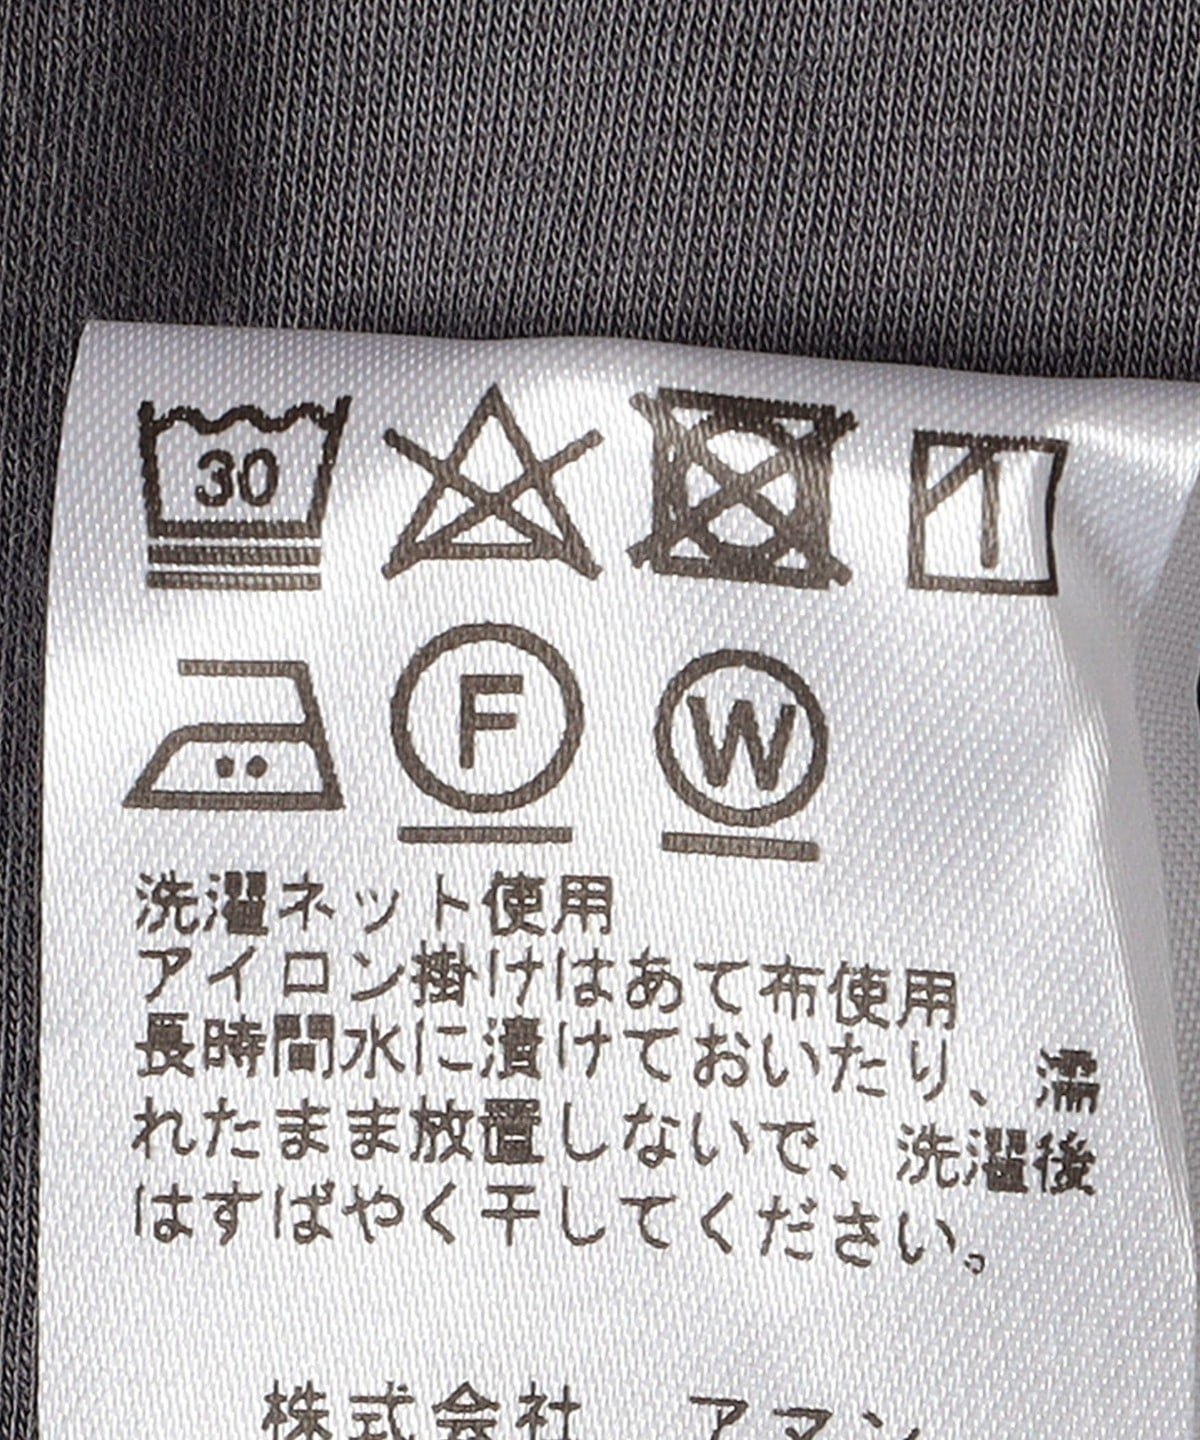 30
F W
洗濯ネット使用
アイロン掛けはあて布使用
長時間水に漬けておいたり、濡
れたまま放置しないで、洗濯後
はすばやく干してください。
株式会社 アマン